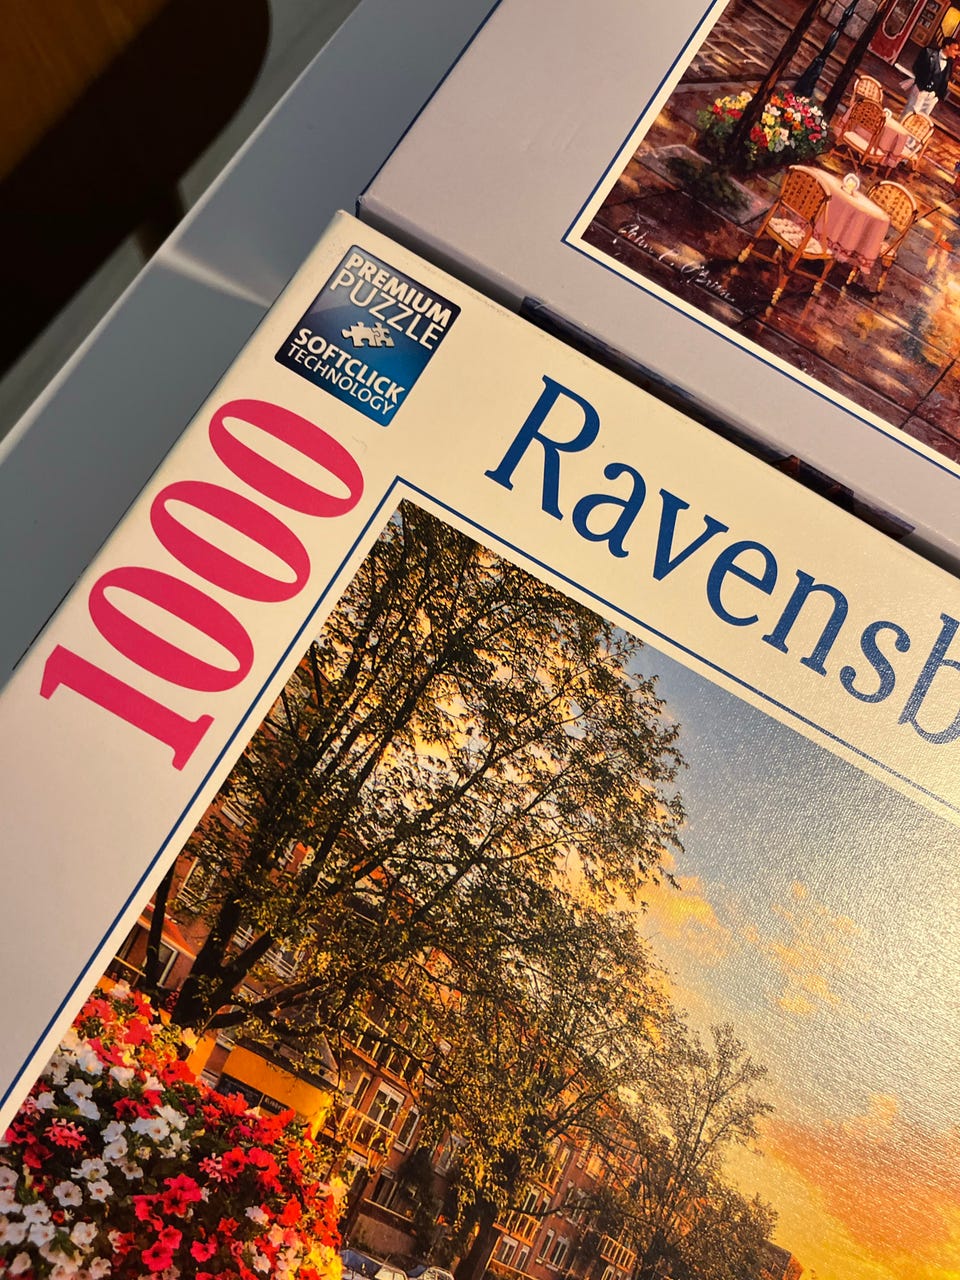 PREMIUM
PUZZLE
SOFTCLICK
TECHNOLOGY
Ravensb
1000